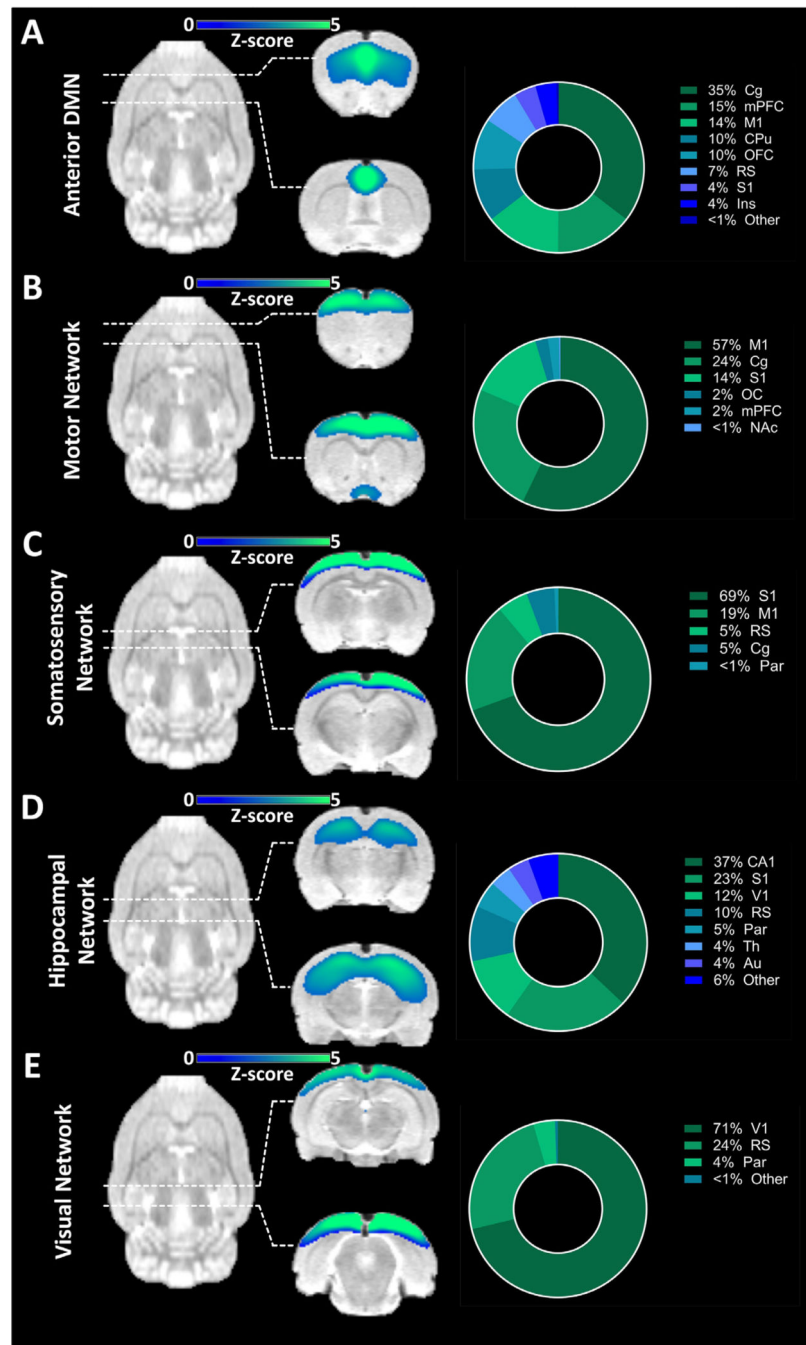 A
Anterior DMN
0 5
Z-score
35% Cg
15% mPFC
14% M1
10% CPu
10% OFC
7% RS
4% S1
4% Ins
<1% Other
B
Motor Network
0 5
Z-score
57% M1
24% Cg
14% S1
2% OC
2% mPFC
<1% NAc
C
Somatosensory
Network
0 5
Z-score
69% S1
19% M1
5% RS
5% Cg
<1% Par
D
Hippocampal
Network
0 5
Z-score
37% CA1
23% S1
12% V1
10% RS
5% Par
4% Th
4% Au
6% Other
E
Visual Network
0 5
Z-score
71% V1
24% RS
4% Par
<1% Other